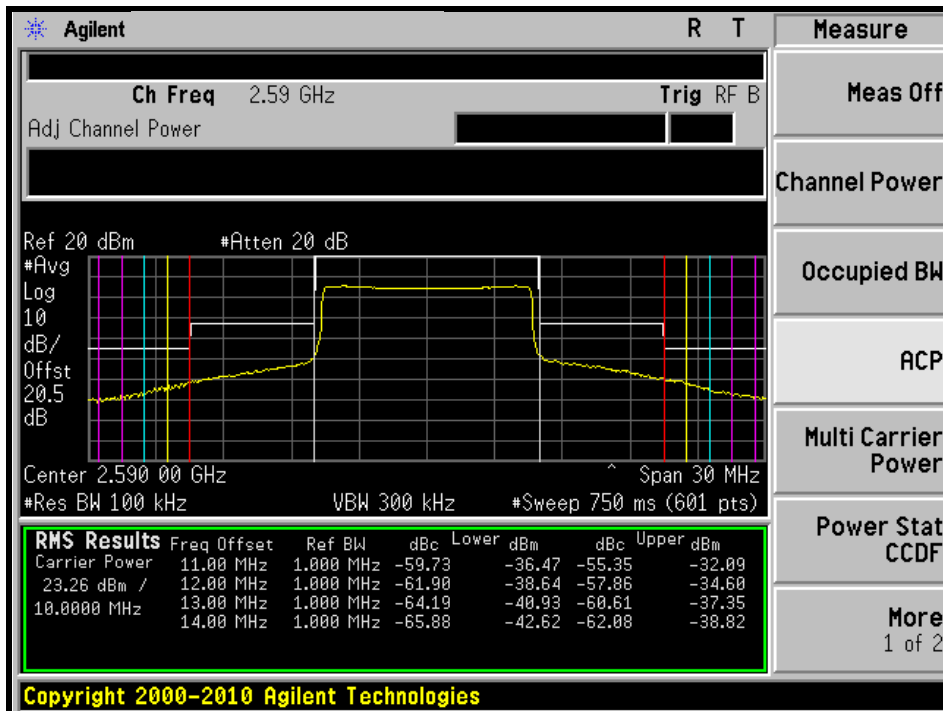 Agilent R T
Measure
Ch Freq 2.59 GHz Trig RF B
Adj Channel Power
Meas Off
Channel Power
Occupied BW
ACP
Multi Carrier
Power
Power Stat
CCDF
More
1 of 2
Ref 20 dBm #Atten 20 dB
#Avg
Log
10
dB/
Offst
20.5
dB
Center 2.590 00 GHz ^ Span 30 MHz
#Res BW 100 kHz VBW 300 kHz #Sweep 750 ms (601 pts)
RMS Results Freq Offset Ref BW dBc Lower dBm dBc Upper dBm
Carrier Power 11.00 MHz 1.000 MHz -59.73 -36.47 -55.35 -32.09
23.26 dBm / 12.00 MHz 1.000 MHz -61.90 -38.64 -57.86 -34.60
10.0000 MHz 13.00 MHz 1.000 MHz -64.19 -40.93 -60.61 -37.35
14.00 MHz 1.000 MHz -65.88 -42.62 -62.08 -38.82
Copyright 2000-2010 Agilent Technologies